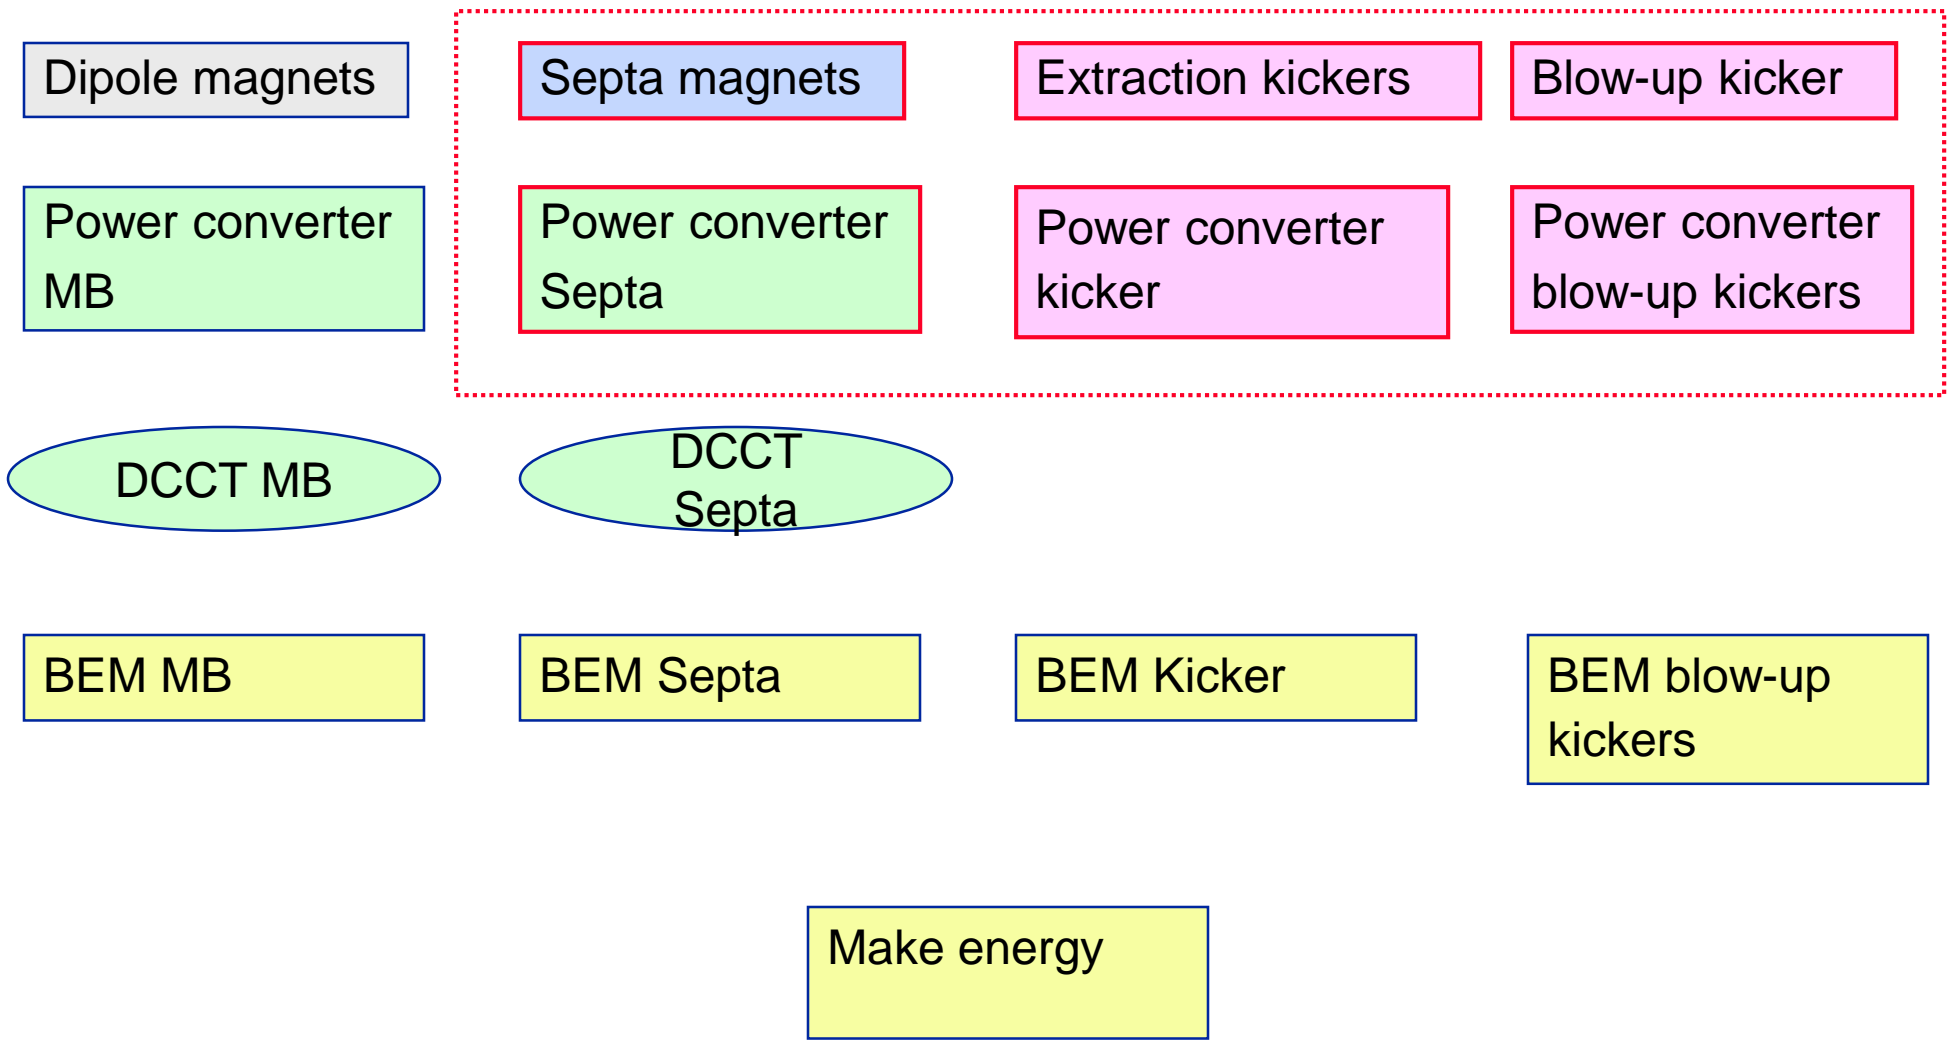 Dipole magnets
Septa magnets
Extraction kickers
Blow-up kicker
Power converter
MB
Power converter
Septa
Power converter
kicker
Power converter
blow-up kickers
DCCT MB
DCCT
Septa
BEM MB
BEM Septa
BEM Kicker
BEM blow-up
kickers
Make energy